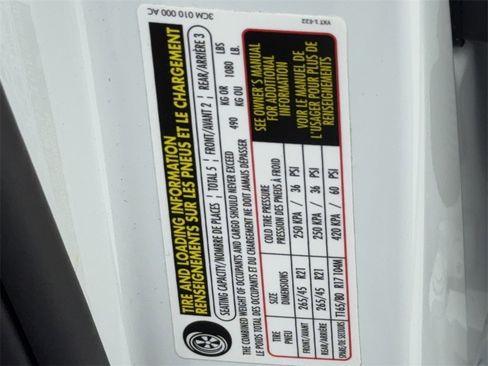 3CM 010 000 AC
VXT 1-E22
TIRE AND LOADING INFORMATION
RENSEIGNEMENTS SUR LES PNEUS ET LE CHARGEMENT
SEATING CAPACITY/NOMBRE DE PLACES TOTAL 5 FRONT/AVANT 2 REAR/ARRIÈRE 3
THE COMBINED WEIGHT OF OCCUPANTS AND CARGO SHOULD NEVER EXCEED 490 KG OR 1080 LBS
LE POIDS TOTAL DES OCCUPANTS ET DU CHARGEMENT NE DOIT JAMAIS DÉPASSER KG OU LB.
TIRE SIZE COLD TIRE PRESSURE
PNEU DIMENSIONS PRESSION DES PNEUS À FROID
FRONT/AVANT 265/45 R21 250 KPA / 36 PSI
REAR/ARRIÈRE 265/45 R21 250 KPA / 36 PSI
SPARE/DE SECOURS T165/80 R17 104M 420 KPA / 60 PSI
SEE OWNER'S MANUAL
FOR ADDITIONAL
INFORMATION
VOIR LE MANUEL DE
L'USAGER POUR PLUS DE
RENSEIGNEMENTS